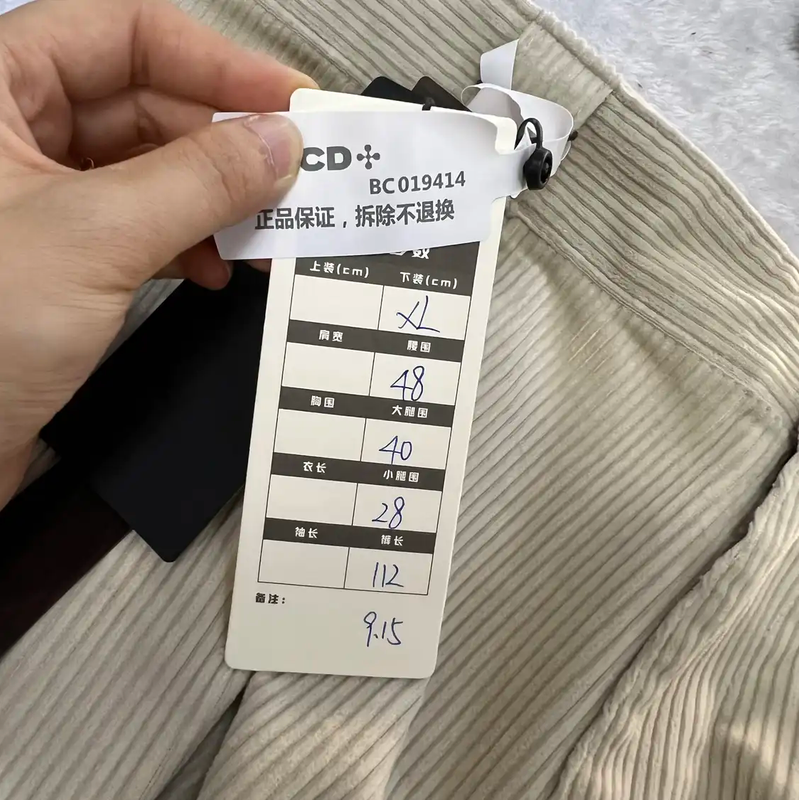 CD
BC019414
正品保证，拆除不退换
数
上装(cm) 下装(cm)
XL
肩宽 腰围
48
胸围 大腿围
40
衣长 小腿围
28
袖长 裤长
112
备注：
9.15